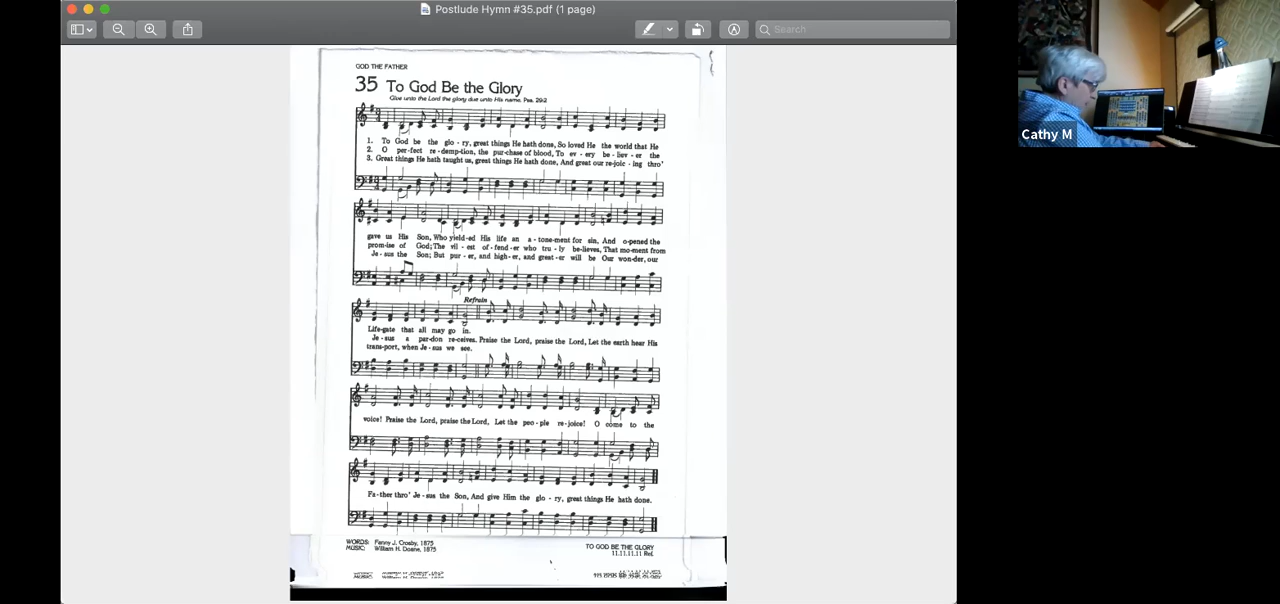 Postlude Hymn #35.pdf (1 page)
Search
Cathy M
GOD THE FATHER
35 To God Be the Glory
Give unto the Lord the glory due unto His name. Psa. 29:2
1. To God be the glo - ry, great things He hath done, So loved He the world that He
2. O per - fect re - demp - tion, the pur - chase of blood, To ev - ery be - liev - er the
3. Great things He hath taught us, great things He hath done, And great our re - joic - ing thro'
gave us His Son, Who yield - ed His life an a - tone - ment for sin, And o - pened the
prom - ise of God; The vil - est of - fend - er who tru - ly be - lieves, That mo - ment from
Je - sus the Son; But pur - er, and high - er, and great - er will be Our won - der, our
Refrain
Life - gate that all may go in.
Je - sus a par - don re - ceives. Praise the Lord, praise the Lord, Let the earth hear His
trans - port, when Je - sus we see.
voice! Praise the Lord, praise the Lord, Let the peo - ple re - joice! O come to the
Fa - ther thro' Je - sus the Son, And give Him the glo - ry, great things He hath done.
WORDS: Fanny J. Crosby, 1875
MUSIC: William H. Doane, 1875
TO GOD BE THE GLORY
11.11.11.11 Ref.